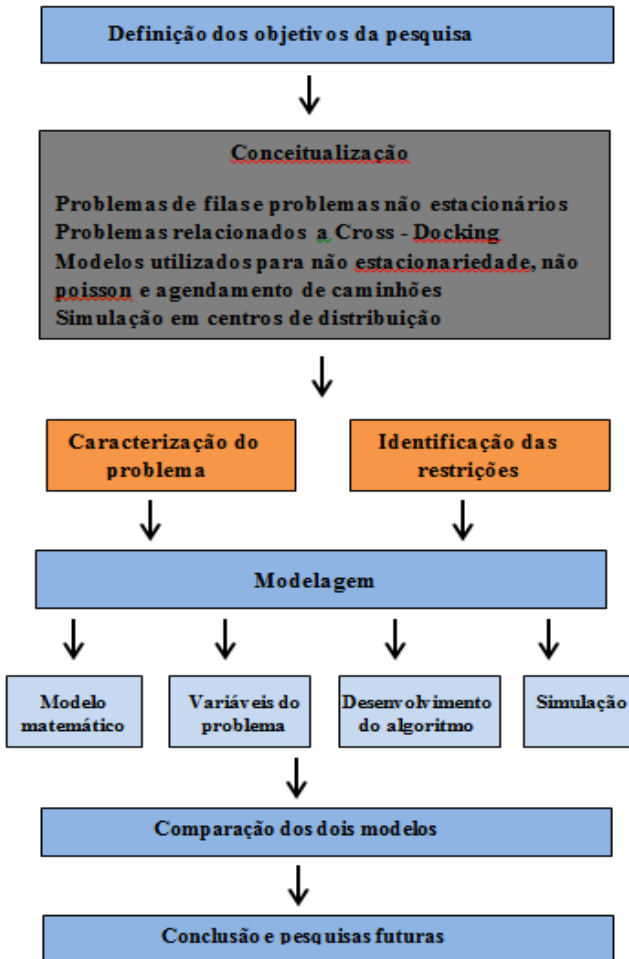 Definição dos objetivos da pesquisa
Conceitualização
Problemas de filas e problemas não estacionários
Problemas relacionados a Cross - Docking
Modelos utilizados para não estacionariedade, não
poisson e agendamento de caminhões
Simulação em centros de distribuição
Caracterização do
problema
Identificação das
restrições
Modelagem
Modelo
matemático
Variáveis do
problema
Desenvolvimento
do algoritmo
Simulação
Comparação dos dois modelos
Conclusão e pesquisas futuras